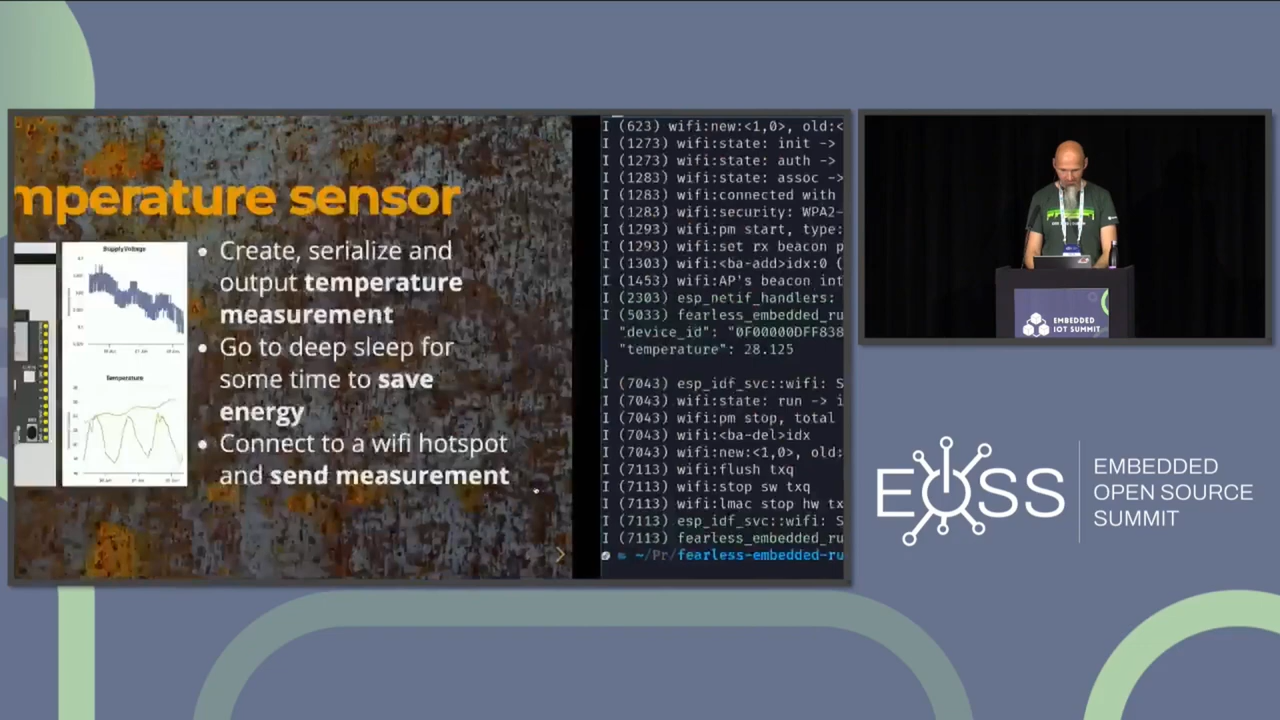 mperature sensor
Supply Voltage
Temperature
• Create, serialize and
output temperature
measurement
• Go to deep sleep for
some time to save
energy
• Connect to a wifi hotspot
and send measurement
I (623) wifi:new:<1,0>, old:<
I (1273) wifi:state: init ->
I (1273) wifi:state: auth ->
I (1283) wifi:state: assoc ->
I (1283) wifi:connected with
I (1283) wifi:security: WPA2-
I (1293) wifi:pm start, type:
I (1293) wifi:set rx beacon p
I (1303) wifi:<ba-add>idx:0 (
I (1453) wifi:AP's beacon int
I (2303) esp_netif_handlers:
I (5033) fearless_embedded_ru
"device_id": "0F00000DFF838
"temperature": 28.125
}
I (7043) esp_idf_svc::wifi: S
I (7043) wifi:state: run -> i
I (7043) wifi:pm stop, total
I (7043) wifi:<ba-del>idx
I (7043) wifi:new:<1,0>, old:
I (7113) wifi:flush txq
I (7113) wifi:stop sw txq
I (7113) wifi:lmac stop hw tx
I (7113) esp_idf_svc::wifi: S
I (7113) fearless_embedded_ru
~/Pr/fearless-embedded-ru
EMBEDDED
IOT SUMMIT
EOSS
EMBEDDED
OPEN SOURCE
SUMMIT